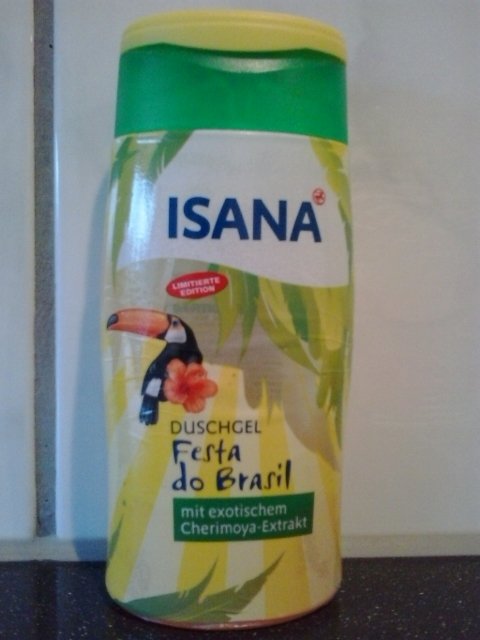 ISANA
LIMITIERTE
EDITION
DUSCHGEL
Festa
do Brasil
mit exotischem
Cherimoya-Extrakt